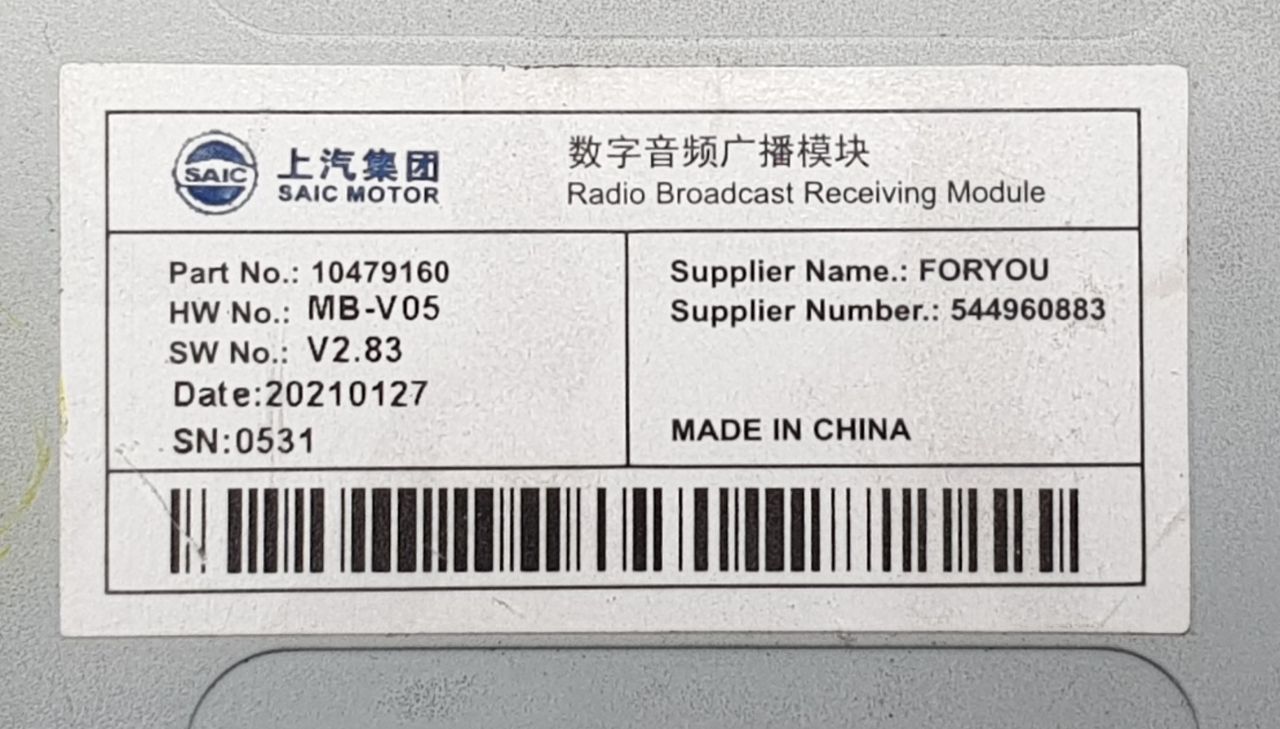 SAIC
上汽集团
SAIC MOTOR
数字音频广播模块
Radio Broadcast Receiving Module
Part No.: 10479160
HW No.: MB-V05
SW No.: V2.83
Date:20210127
SN:0531
Supplier Name.: FORYOU
Supplier Number.: 544960883
MADE IN CHINA